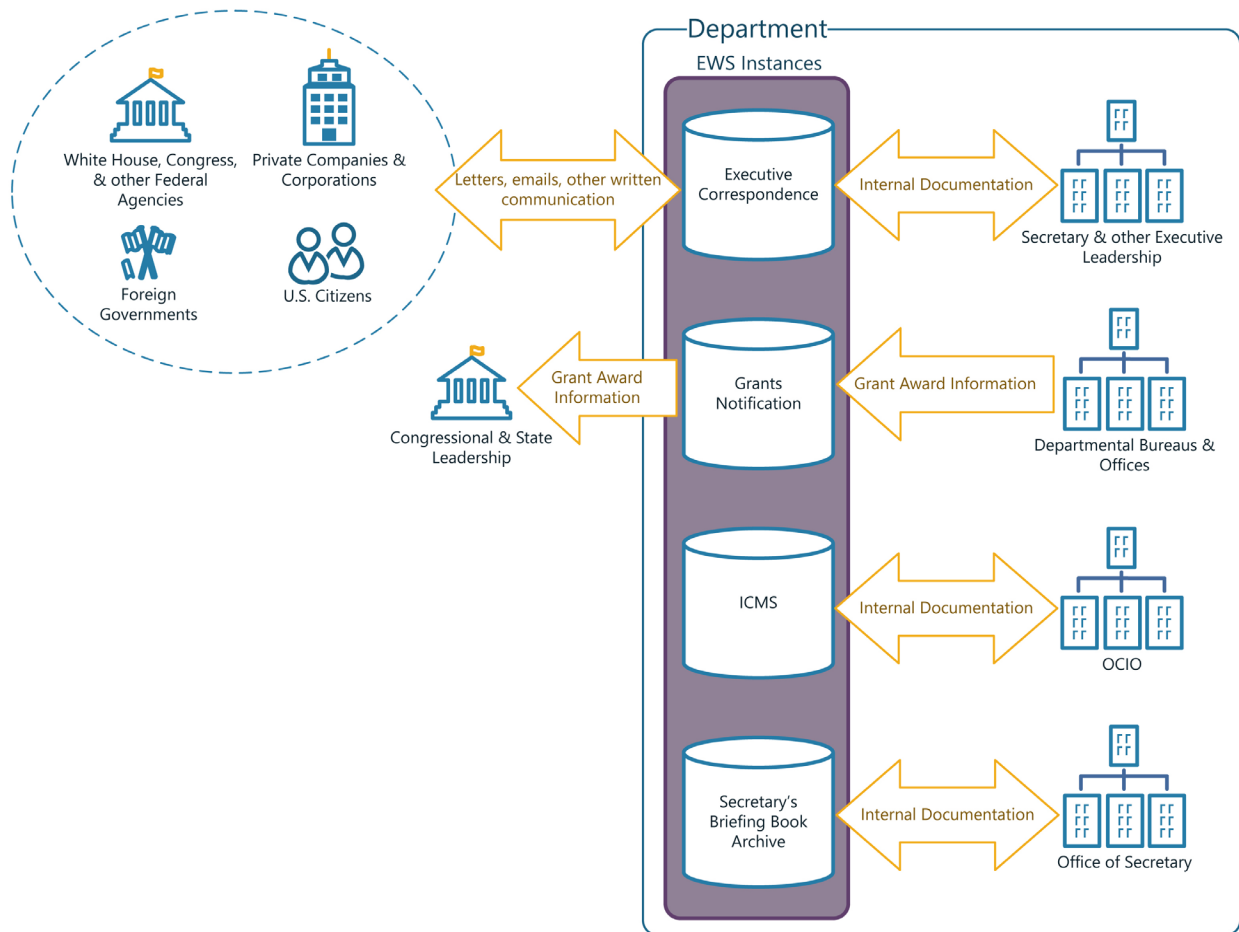 Department
EWS Instances
White House, Congress,
& other Federal
Agencies
Private Companies &
Corporations
Foreign
Governments
U.S. Citizens
Letters, emails, other written
communication
Executive
Correspondence
Internal Documentation
Secretary & other Executive
Leadership
Congressional & State
Leadership
Grant Award
Information
Grants
Notification
Grant Award Information
Departmental Bureaus &
Offices
ICMS
Internal Documentation
OCIO
Secretary's
Briefing Book
Archive
Internal Documentation
Office of Secretary